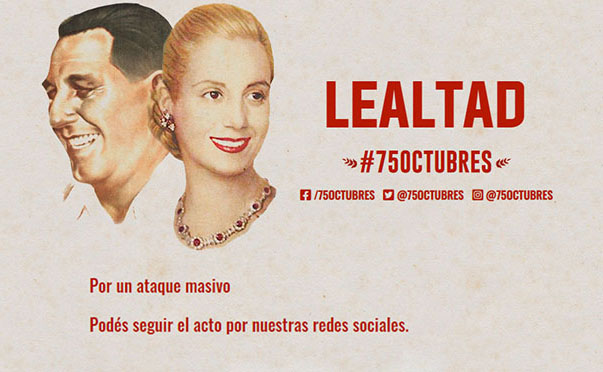 LEALTAD
#75OCTUBRES
/75OCTUBRES @75OCTUBRES @75OCTUBRES
Por un ataque masivo
Podés seguir el acto por nuestras redes sociales.